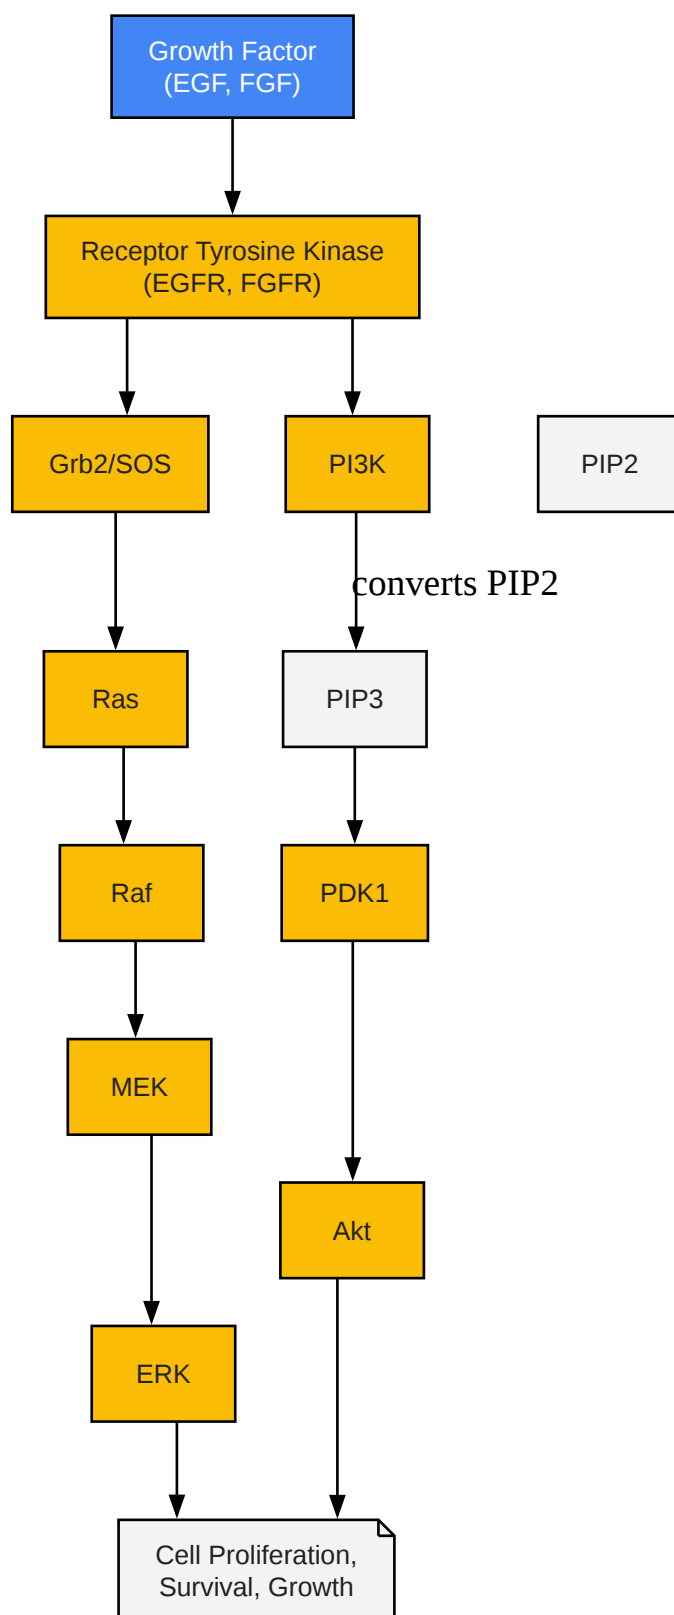 Growth Factor
(EGF, FGF)
Receptor Tyrosine Kinase
(EGFR, FGFR)
Grb2/SOS
PI3K
PIP2
converts PIP2
Ras
PIP3
Raf
PDK1
MEK
Akt
ERK
Cell Proliferation,
Survival, Growth